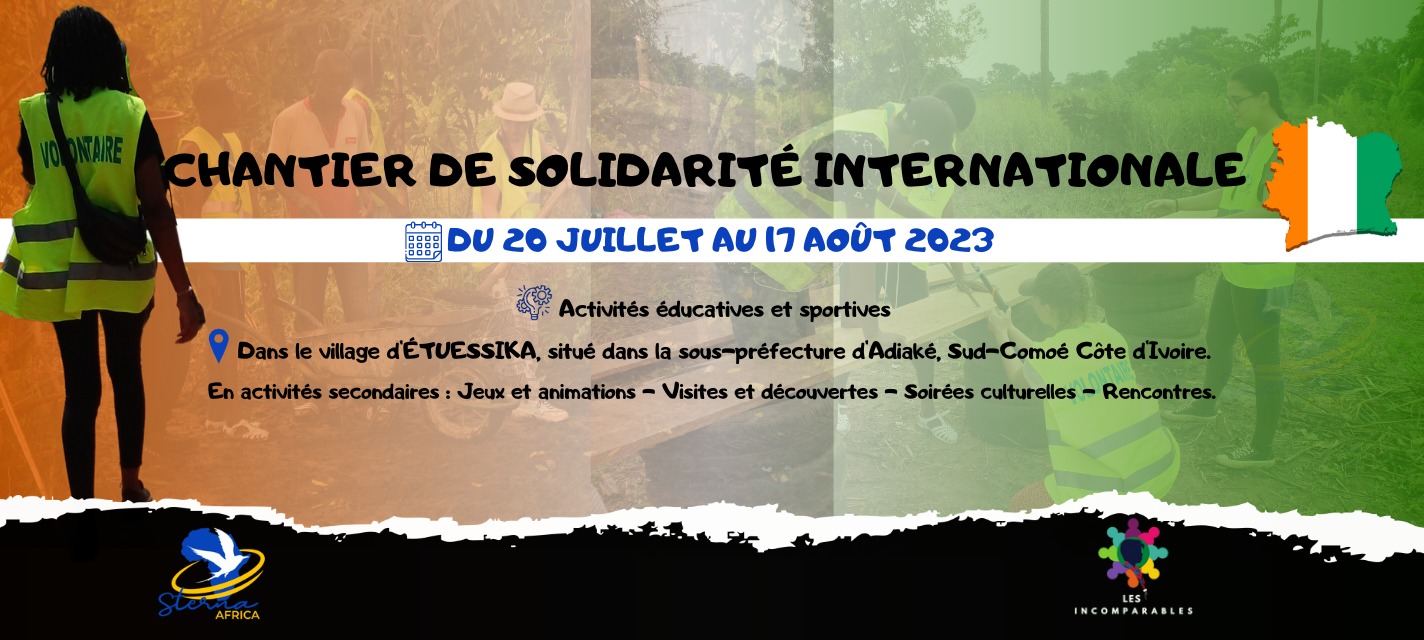 VOLONTAIRE
CHANTIER DE SOLIDARITÉ INTERNATIONALE
DU 20 JUILLET AU 17 AOÛT 2023
Activités éducatives et sportives
Dans le village d'ÉTUESSIKA, situé dans la sous-préfecture d'Adiaké, Sud-Comoé Côte d'Ivoire.
En activités secondaires : Jeux et animations - Visites et découvertes - Soirées culturelles - Rencontres.
VOLONTAIRE
Sterna
AFRICA
LES
INCOMPARABLES